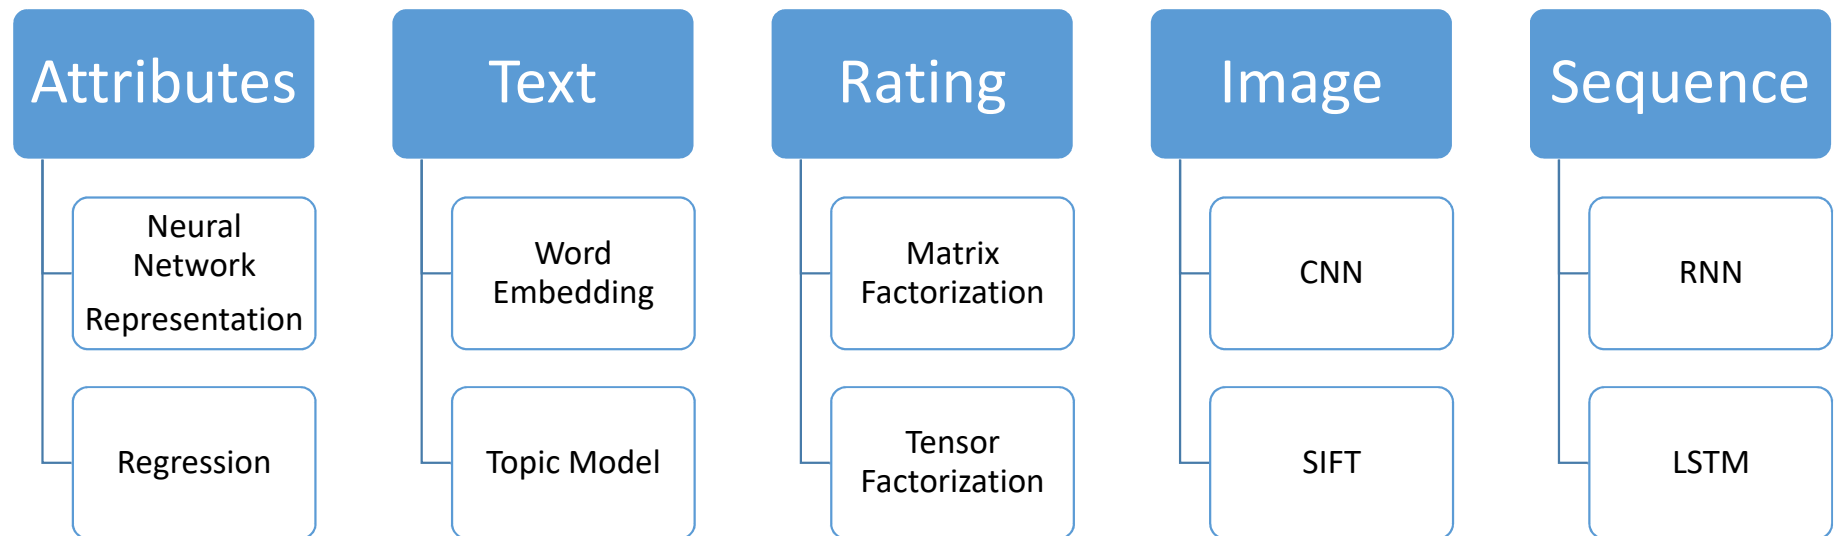 Attributes
Neural
Network
Representation
Regression
Text
Word
Embedding
Topic Model
Rating
Matrix
Factorization
Tensor
Factorization
Image
CNN
SIFT
Sequence
RNN
LSTM